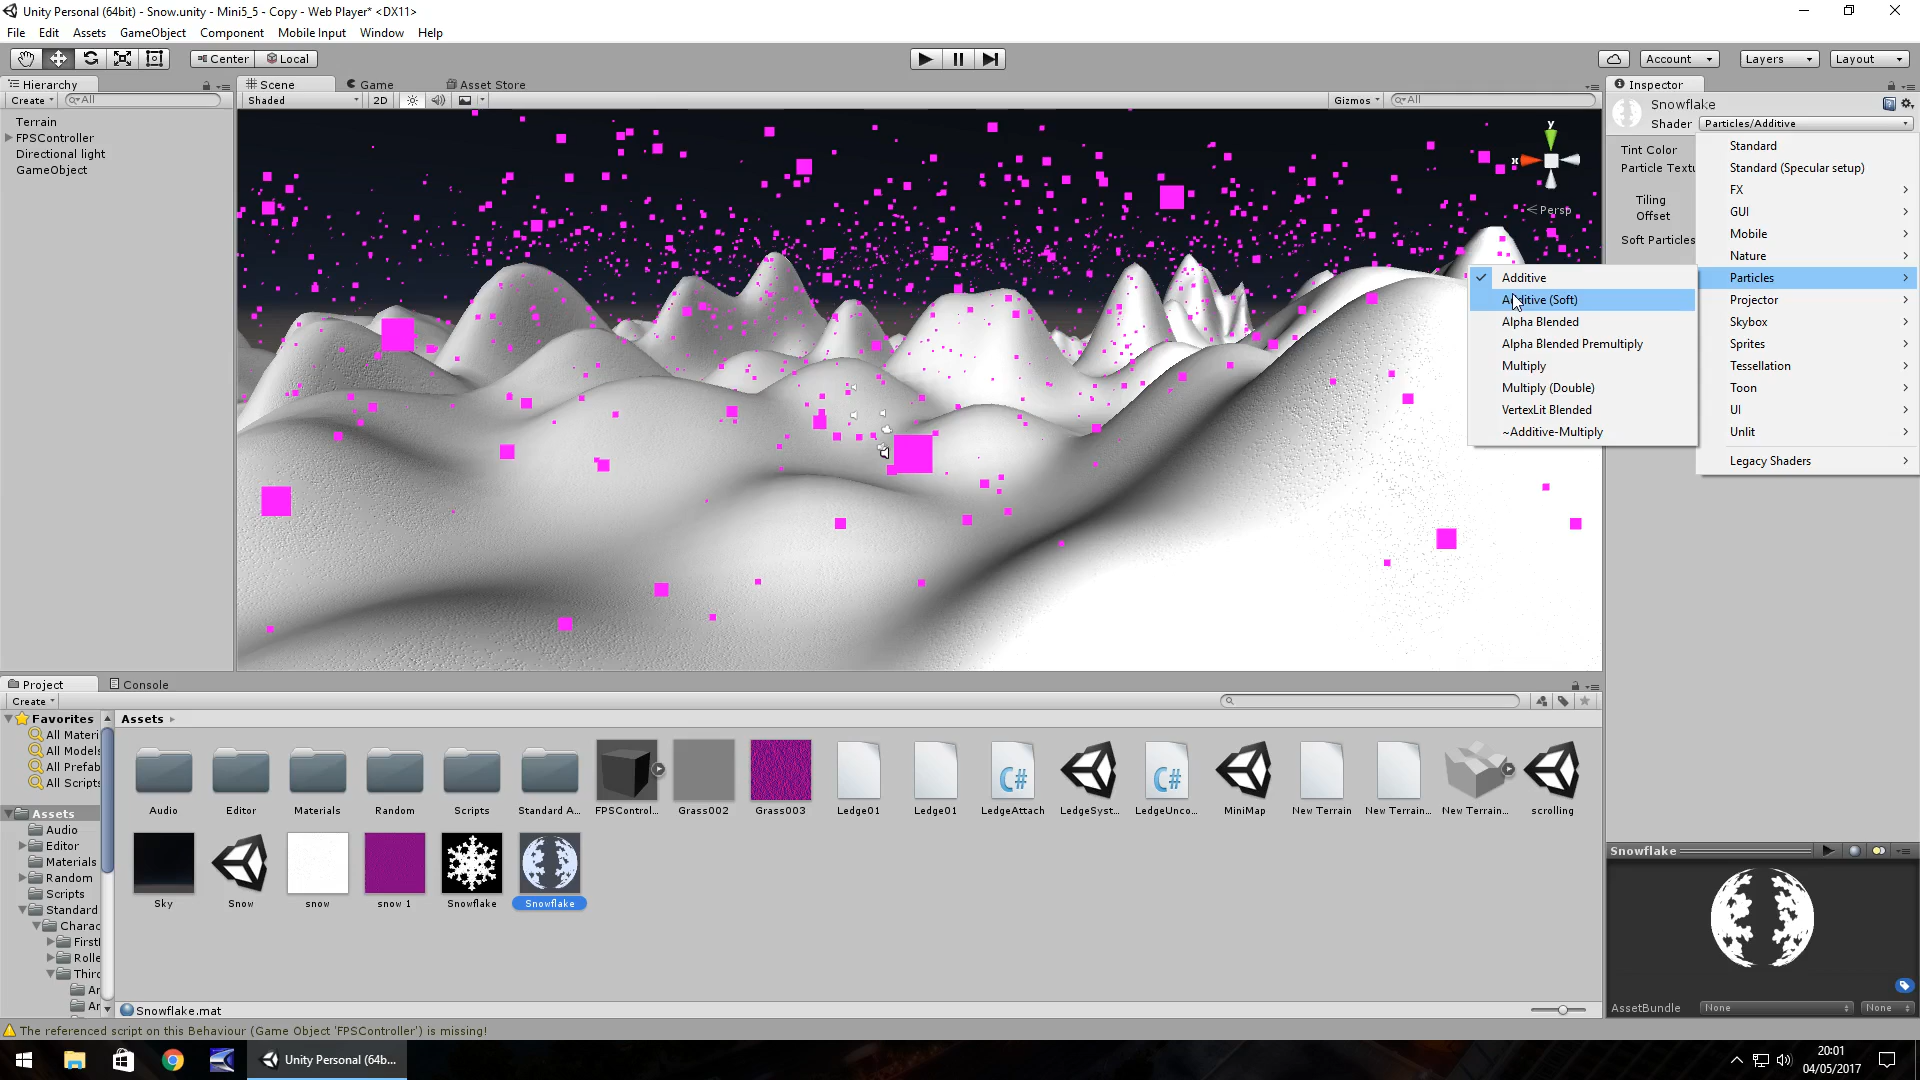 Unity Personal (64bit) - Snow.unity - Mini5_5 - Copy - Web Player* <DX11>
File Edit Assets GameObject Component Mobile Input Window Help
Center Local Account Layers Layout
Hierarchy
Create All
Terrain
FPSController
Directional light
GameObject
Scene Game Asset Store
Shaded 2D Gizmos All
y
x
Persp
Inspector
Snowflake
Shader Particles/Additive
Tint Color
Particle Textu
Tiling
Offset
Soft Particles
Standard
Standard (Specular setup)
FX
GUI
Mobile
Nature
Particles
Projector
Skybox
Sprites
Tessellation
Toon
UI
Unlit
Legacy Shaders
Additive
Additive (Soft)
Alpha Blended
Alpha Blended Premultiply
Multiply
Multiply (Double)
VertexLit Blended
~Additive-Multiply
Project Console
Create
Favorites
All Materi
All Models
All Prefab
All Scripts
Assets
Audio
Editor
Materials
Random
Scripts
Standard
Charac
FirstI
Rolle
Thirc
Ar
Ar
Assets
Audio Editor Materials Random Scripts Standard A... FPSControl... Grass002 Grass003 Ledge01 Ledge01 LedgeAttach LedgeSyst... LedgeUnco... MiniMap New Terrain New Terrain... New Terrain... scrolling
C# C#
Sky Snow snow snow 1 Snowflake Snowflake
Snowflake.mat
Snowflake
AssetBundle None None
The referenced script on this Behaviour (Game Object 'FPSController') is missing!
Unity Personal (64b...
20:01
04/05/2017